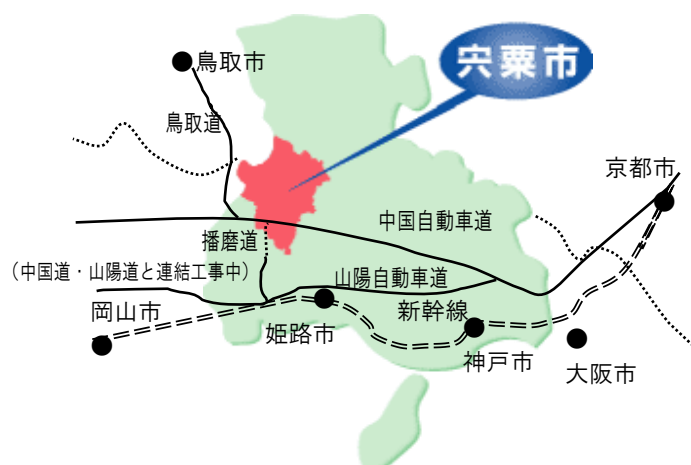 宍粟市
鳥取市
鳥取道
京都市
中国自動車道
播磨道
（中国道・山陽道と連結工事中）
山陽自動車道
岡山市
新幹線
姫路市
神戸市
大阪市